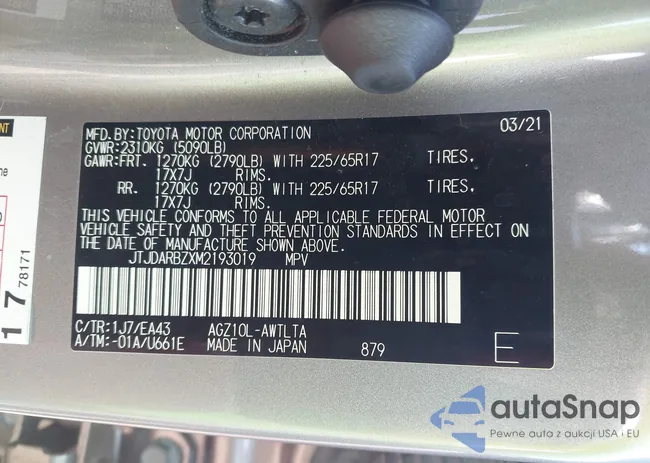 MFD.BY:TOYOTA MOTOR CORPORATION 03/21
GVWR:2310KG (5090LB)
GAWR:FRT. 1270KG (2790LB) WITH 225/65R17 TIRES,
17X7J RIMS.
RR. 1270KG (2790LB) WITH 225/65R17 TIRES,
17X7J RIMS.
THIS VEHICLE CONFORMS TO ALL APPLICABLE FEDERAL MOTOR
VEHICLE SAFETY AND THEFT PREVENTION STANDARDS IN EFFECT
ON THE DATE OF MANUFACTURE SHOWN ABOVE.
JTJDARBZXM2193019 MPV
C/TR:1J7/EA43 AGZ10L-AWTLTA
A/TM:-01A/U661E MADE IN JAPAN 879 E
17 78171
autaSnap
Pewne auta z aukcji USA i EU